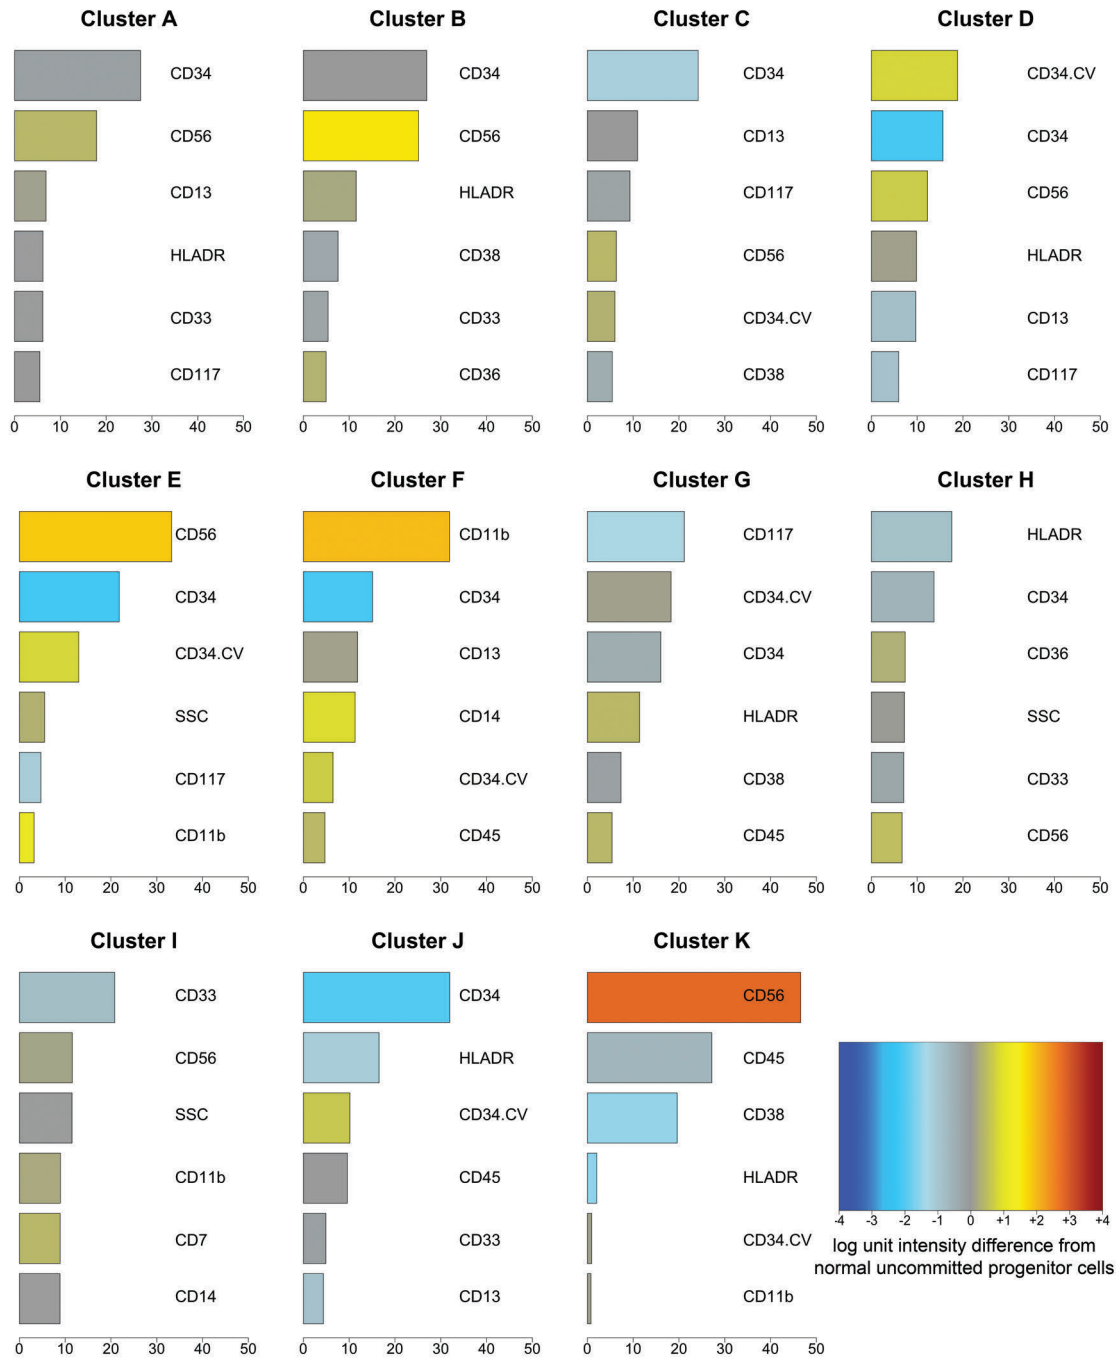 Cluster A
CD34
CD56
CD13
HLADR
CD33
CD117
0 10 20 30 40 50
Cluster B
CD34
CD56
HLADR
CD38
CD33
CD36
0 10 20 30 40 50
Cluster C
CD34
CD13
CD117
CD56
CD34.CV
CD38
0 10 20 30 40 50
Cluster D
CD34.CV
CD34
CD56
HLADR
CD13
CD117
0 10 20 30 40 50
Cluster E
CD56
CD34
CD34.CV
SSC
CD117
CD11b
0 10 20 30 40 50
Cluster F
CD11b
CD34
CD13
CD14
CD34.CV
CD45
0 10 20 30 40 50
Cluster G
CD117
CD34.CV
CD34
HLADR
CD38
CD45
0 10 20 30 40 50
Cluster H
HLADR
CD34
CD36
SSC
CD33
CD56
0 10 20 30 40 50
Cluster I
CD33
CD56
SSC
CD11b
CD7
CD14
0 10 20 30 40 50
Cluster J
CD34
HLADR
CD34.CV
CD45
CD33
CD13
0 10 20 30 40 50
Cluster K
CD56
CD45
CD38
HLADR
CD34.CV
CD11b
0 10 20 30 40 50
-4 -3 -2 -1 0 +1 +2 +3 +4
log unit intensity difference from
normal uncommitted progenitor cells